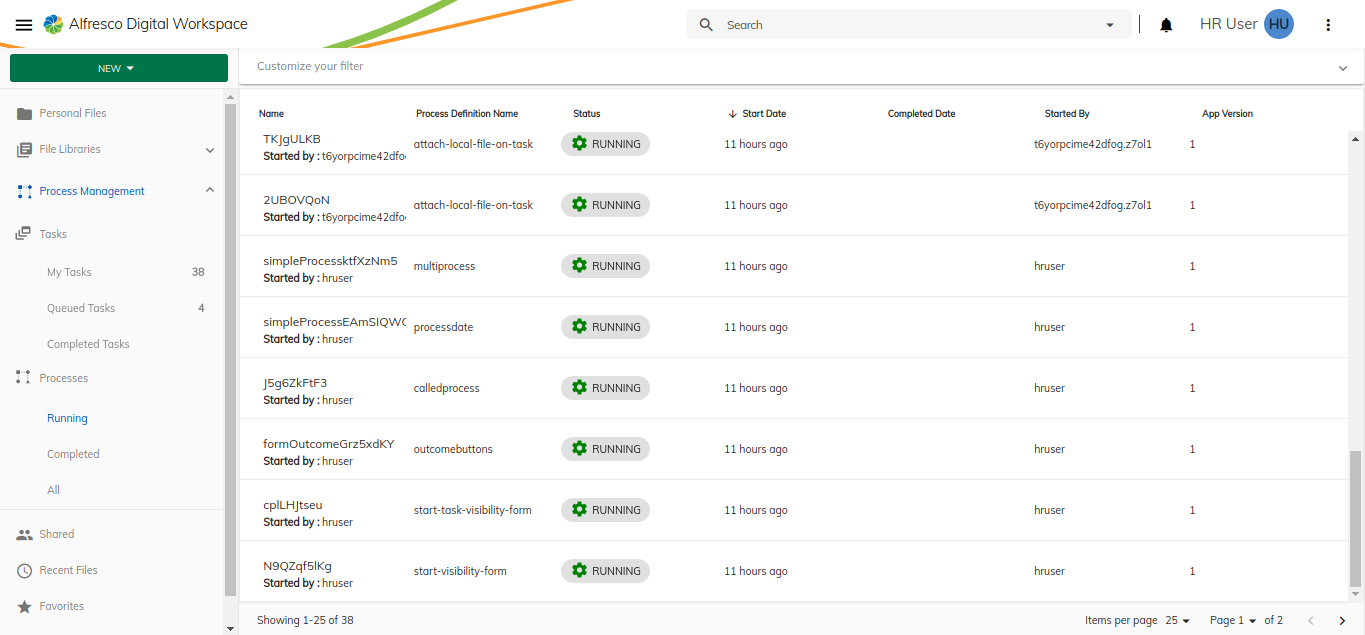 Alfresco Digital Workspace
Search
HR User HU
NEW
Personal Files
File Libraries
Process Management
Tasks
My Tasks 38
Queued Tasks 4
Completed Tasks
Processes
Running
Completed
All
Shared
Recent Files
Favorites
Customize your filter
Name Process Definition Name Status Start Date Completed Date Started By App Version
TKJgULKB
Started by : t6yorpcime42dfo attach-local-file-on-task RUNNING 11 hours ago t6yorpcime42dfog.z7ol1 1
2UBOVQoN
Started by : t6yorpcime42dfo attach-local-file-on-task RUNNING 11 hours ago t6yorpcime42dfog.z7ol1 1
simpleProcessktfXzNm5
Started by : hruser multiprocess RUNNING 11 hours ago hruser 1
simpleProcessEAmSIQW
Started by : hruser processdate RUNNING 11 hours ago hruser 1
J5g6ZkFtF3
Started by : hruser calledprocess RUNNING 11 hours ago hruser 1
formOutcomeGrz5xdKY
Started by : hruser outcomebuttons RUNNING 11 hours ago hruser 1
cplLHJtseu
Started by : hruser start-task-visibility-form RUNNING 11 hours ago hruser 1
N9QZqf5lKg
Started by : hruser start-visibility-form RUNNING 11 hours ago hruser 1
Showing 1-25 of 38 Items per page 25 Page 1 of 2